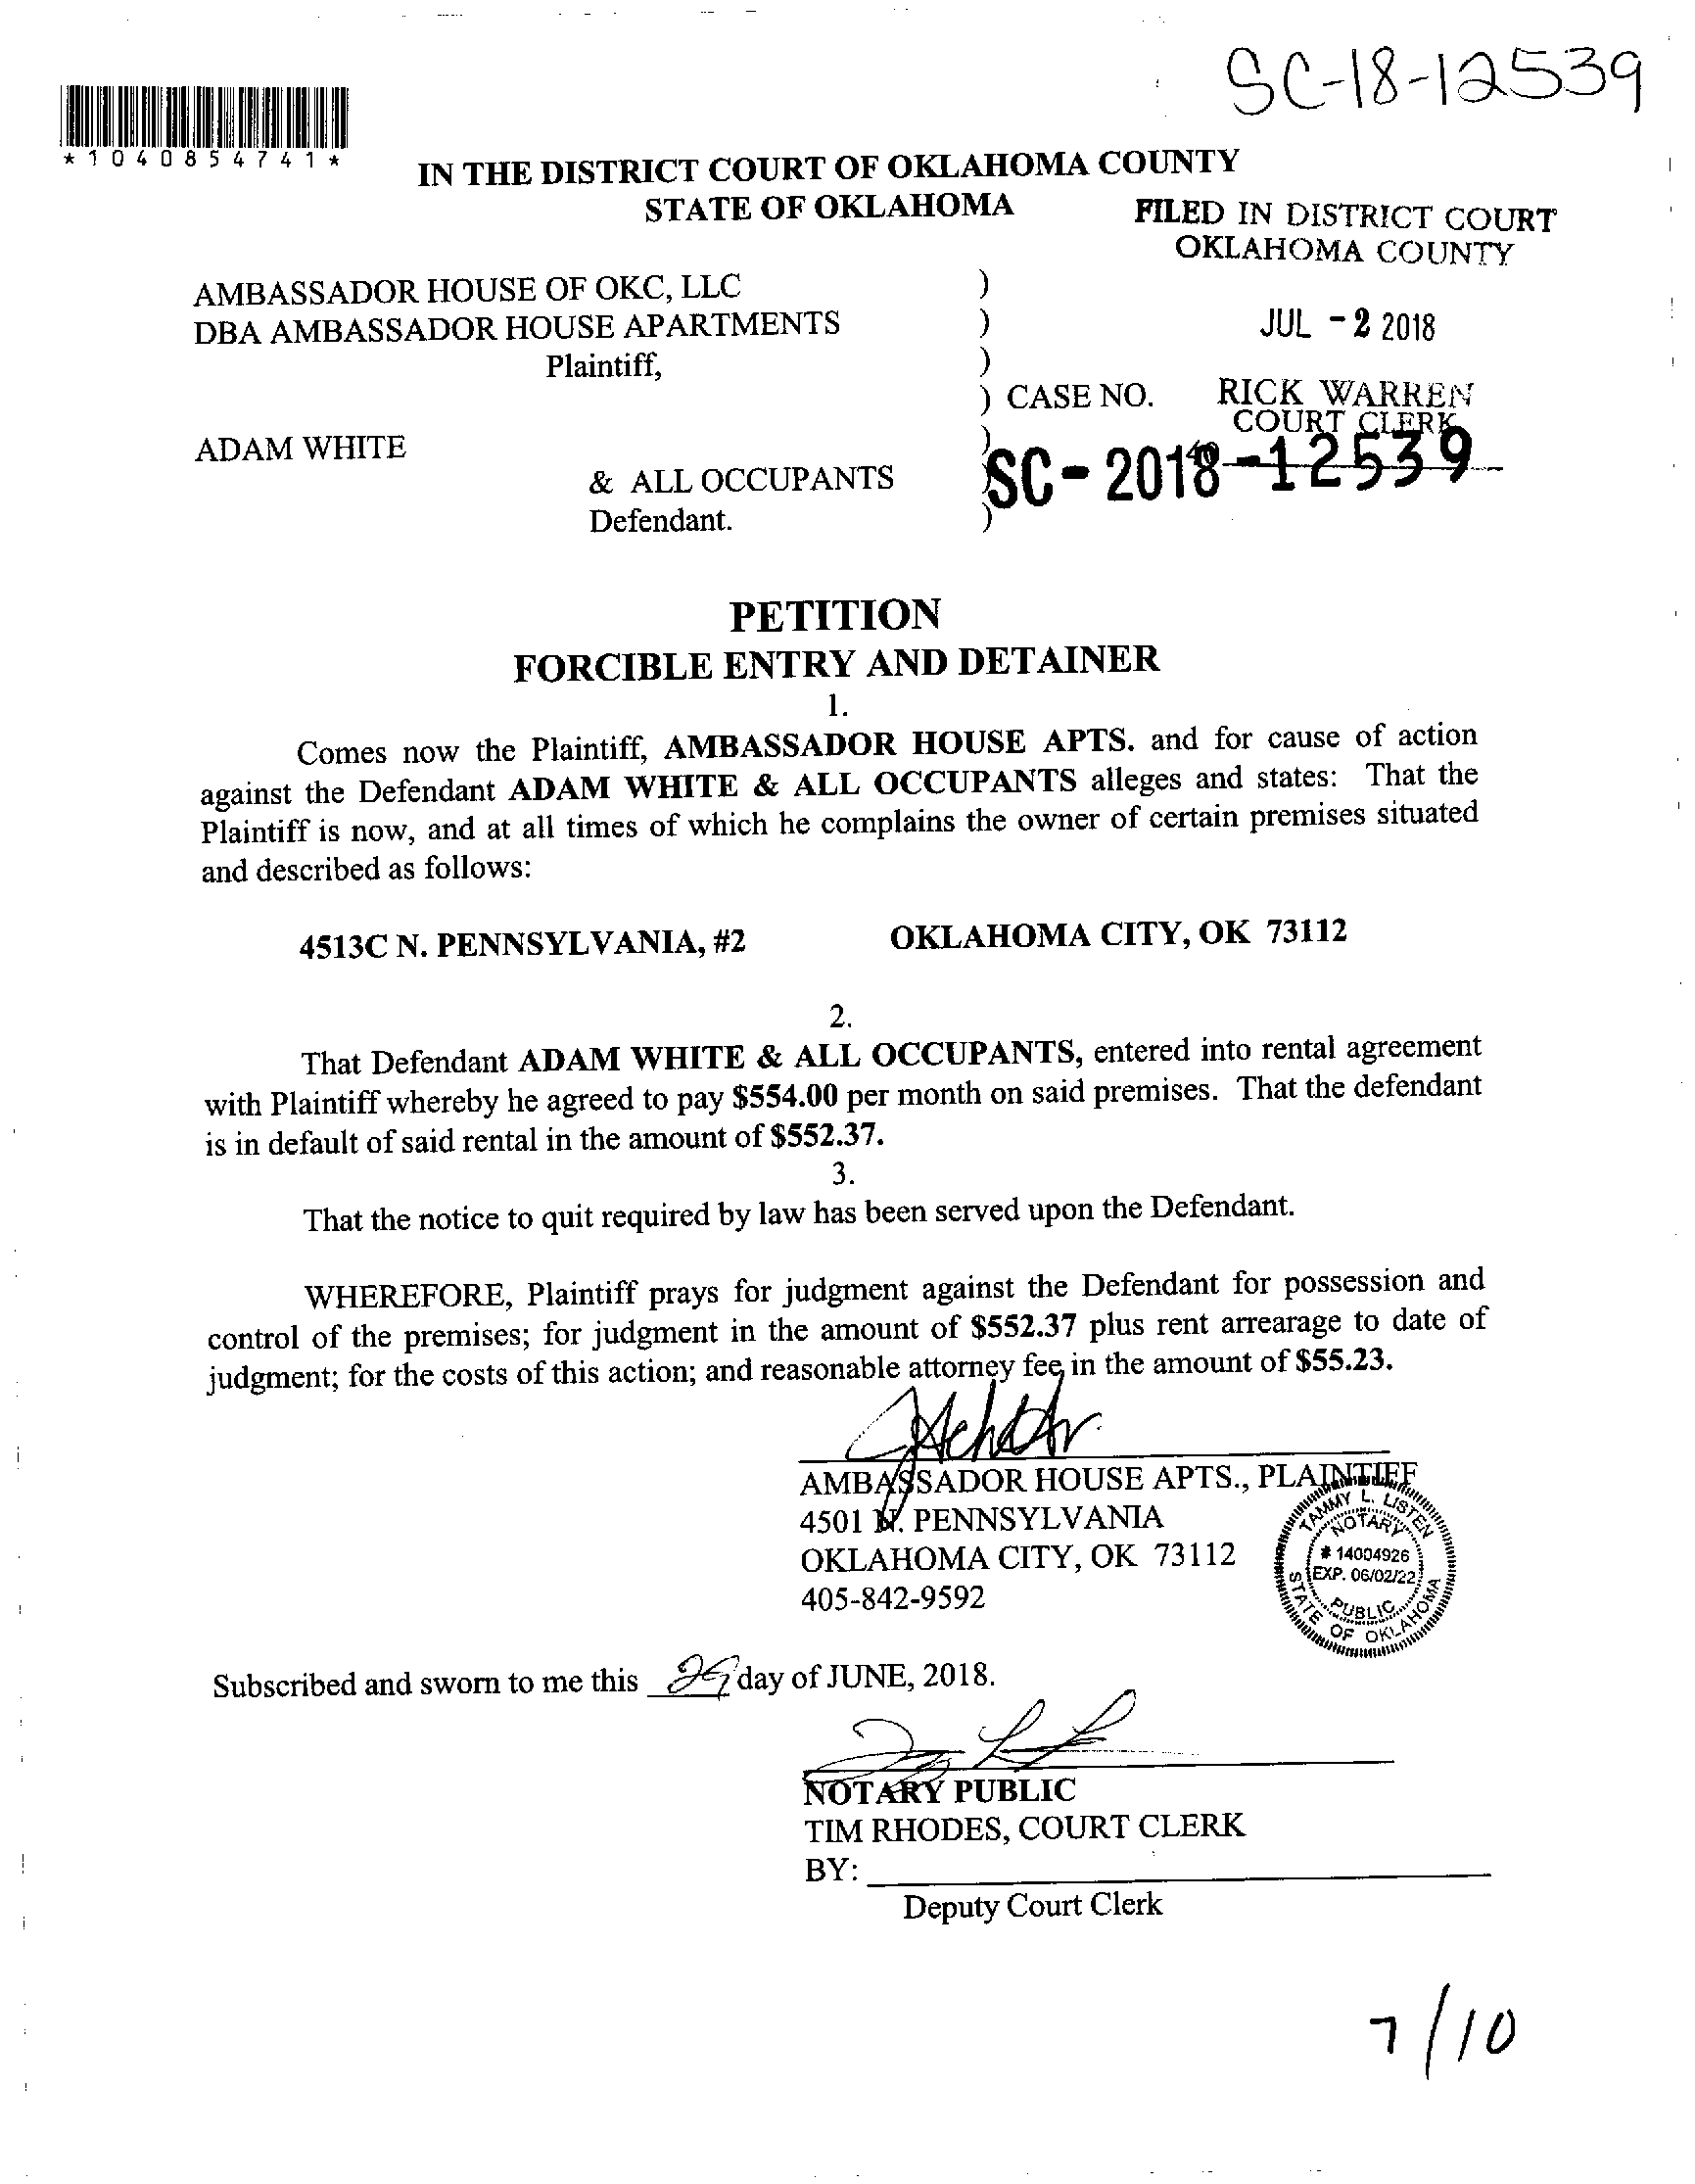 SC-18-12539
*1040854741*
IN THE DISTRICT COURT OF OKLAHOMA COUNTY
STATE OF OKLAHOMA
FILED IN DISTRICT COURT
OKLAHOMA COUNTY
AMBASSADOR HOUSE OF OKC, LLC )
DBA AMBASSADOR HOUSE APARTMENTS )
JUL - 2 2018
Plaintiff, )
) CASE NO.
RICK WARREN
COURT CLERK
ADAM WHITE )
& ALL OCCUPANTS )
SC - 2018 - 12539
Defendant. )
PETITION
FORCIBLE ENTRY AND DETAINER
1.
Comes now the Plaintiff, AMBASSADOR HOUSE APTS. and for cause of action
against the Defendant ADAM WHITE & ALL OCCUPANTS alleges and states: That the
Plaintiff is now, and at all times of which he complains the owner of certain premises situated
and described as follows:
4513C N. PENNSYLVANIA, #2 OKLAHOMA CITY, OK 73112
2.
That Defendant ADAM WHITE & ALL OCCUPANTS, entered into rental agreement
with Plaintiff whereby he agreed to pay $554.00 per month on said premises. That the defendant
is in default of said rental in the amount of $552.37.
3.
That the notice to quit required by law has been served upon the Defendant.
WHEREFORE, Plaintiff prays for judgment against the Defendant for possession and
control of the premises; for judgment in the amount of $552.37 plus rent arrearage to date of
judgment; for the costs of this action; and reasonable attorney fee in the amount of $55.23.
AMBASSADOR HOUSE APTS., PLAINTIFF
4501 N. PENNSYLVANIA
OKLAHOMA CITY, OK 73112
405-842-9592
TAMMY L. LISTEN
NOTARY
# 14004926
EXP. 06/02/22
PUBLIC
STATE OF OKLAHOMA
Subscribed and sworn to me this 29 day of JUNE, 2018.
NOTARY PUBLIC
TIM RHODES, COURT CLERK
BY:
Deputy Court Clerk
7/10